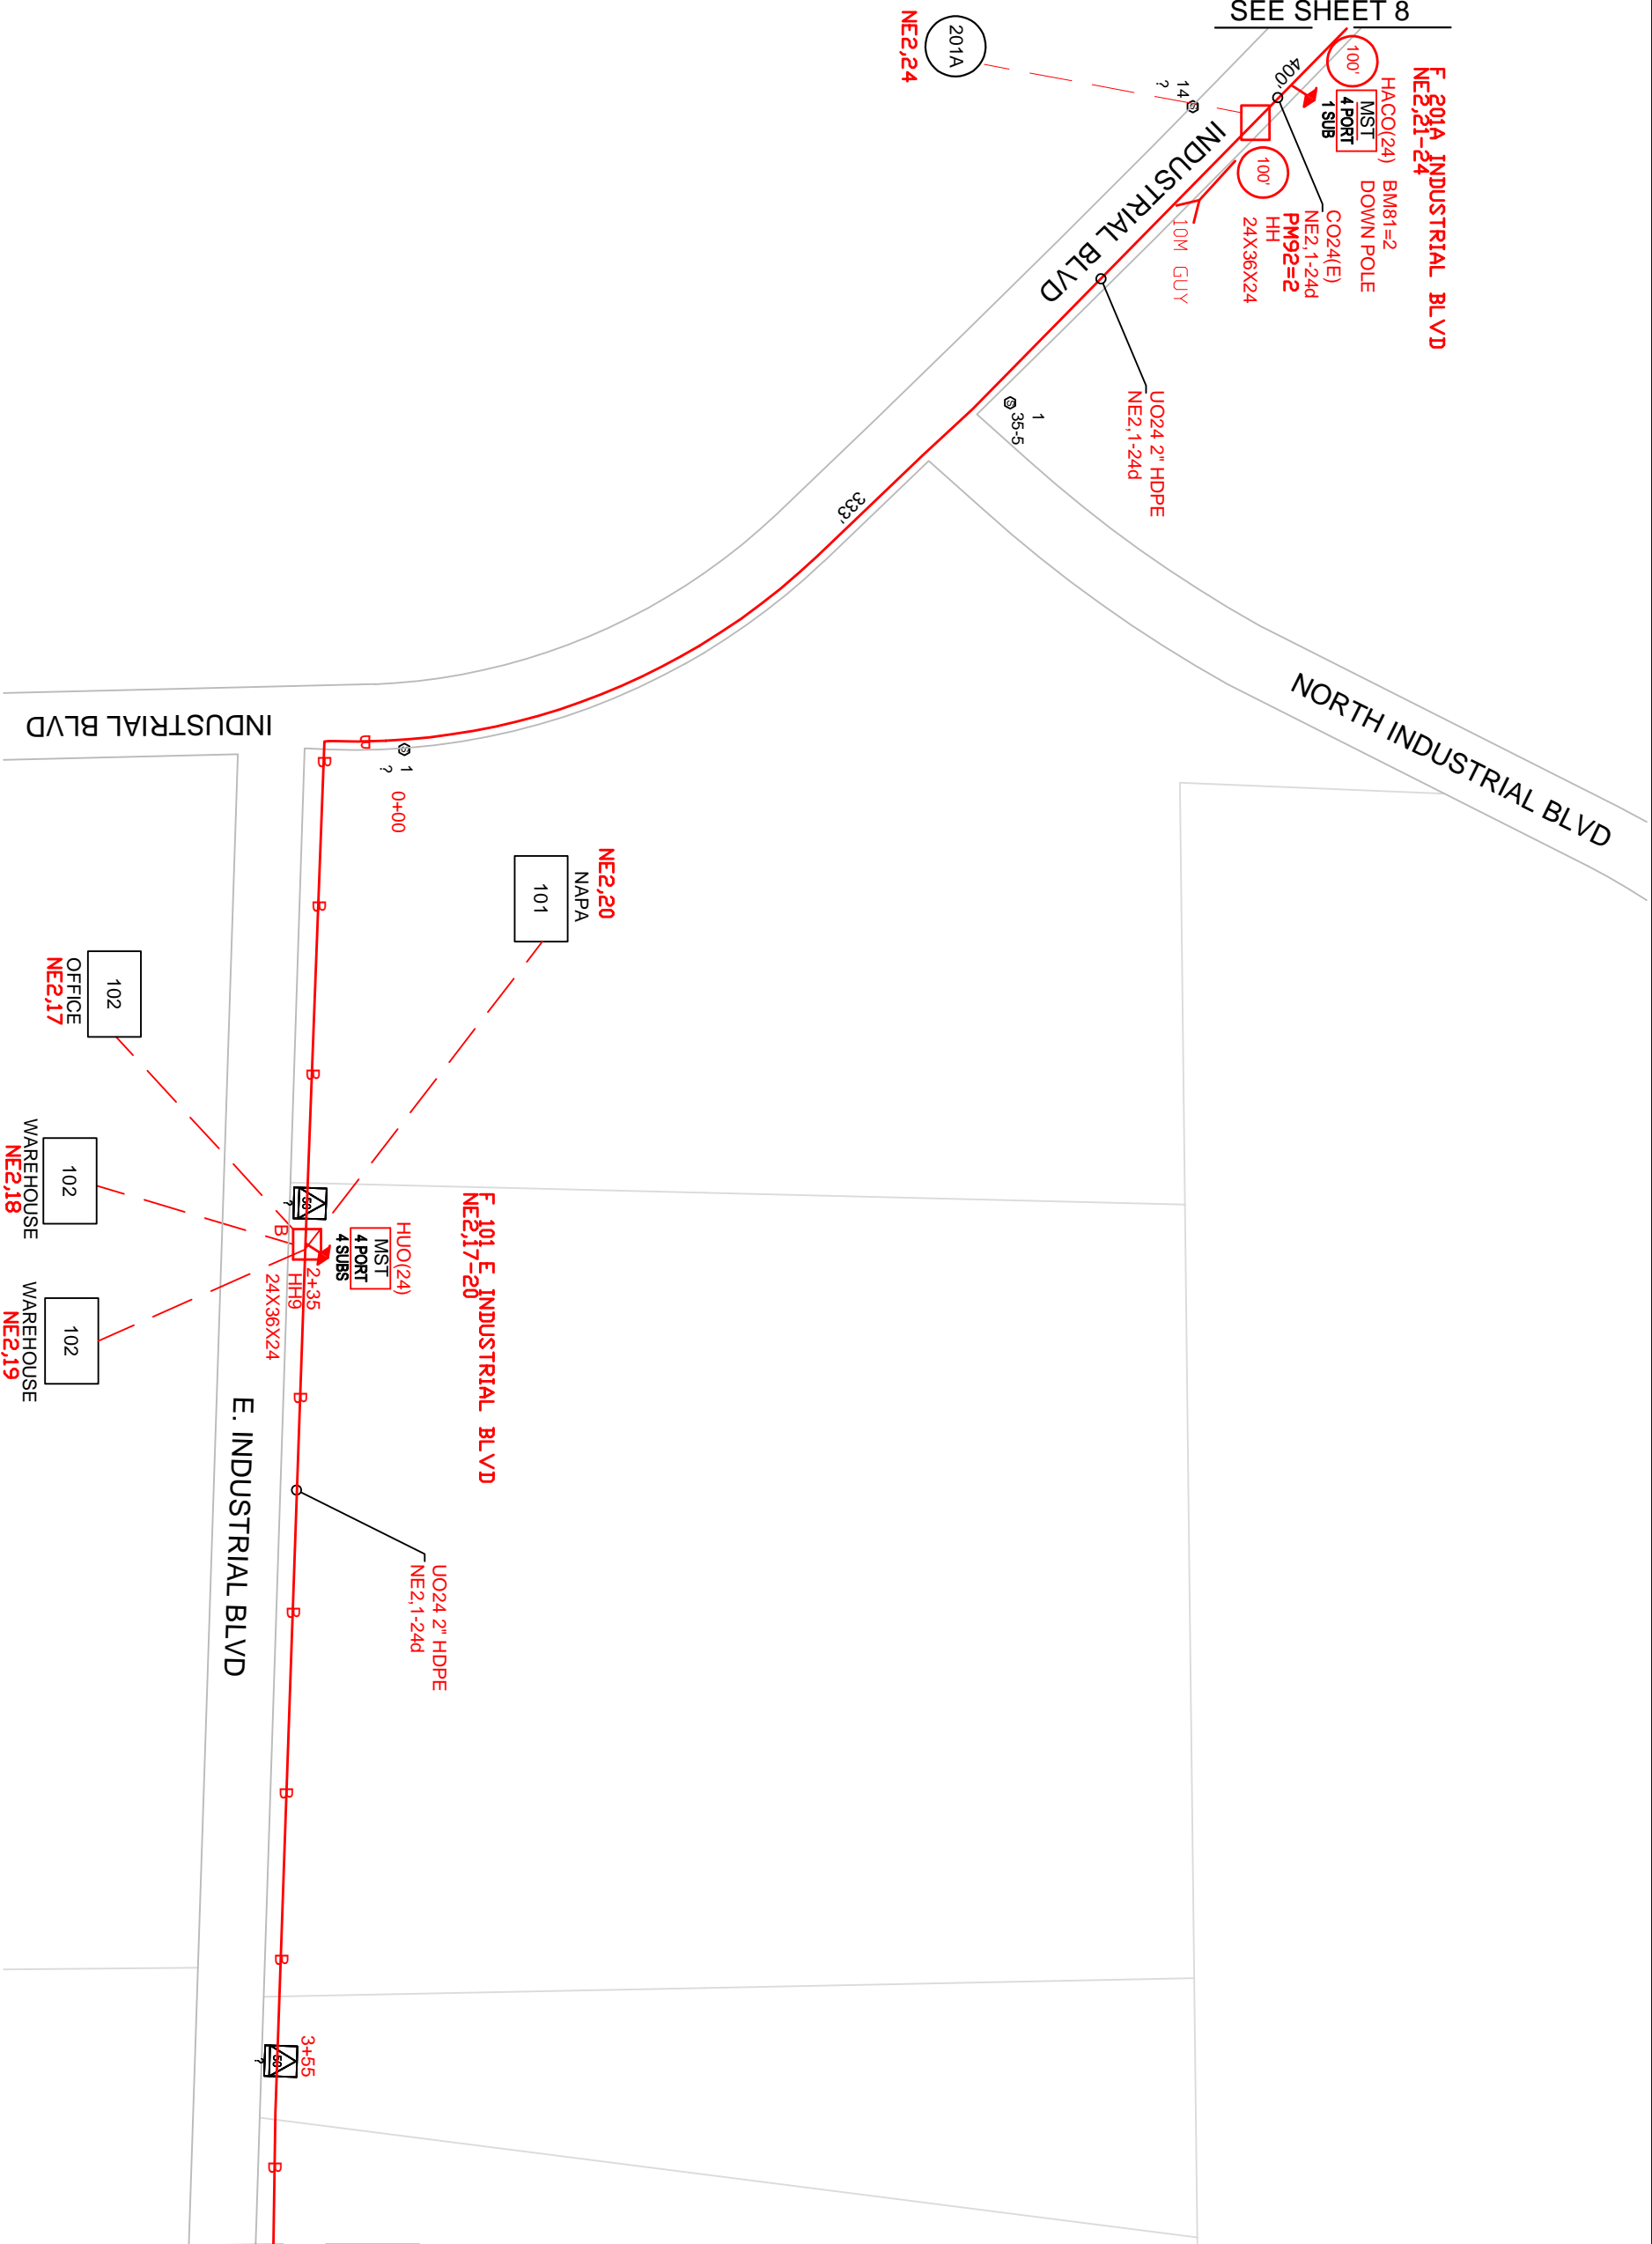 SEE SHEET 8
F 201A INDUSTRIAL BLVD
NE2,21-24
HACO(24)
BM81=2
DOWN POLE
MST
4 PORT
1 SUB
100'
400'
CO24(E)
NE2,1-24d
PM92=2
HH
24X36X24
100'
10M GUY
201A
NE2,24
14
?
INDUSTRIAL BLVD
UO24 2" HDPE
NE2,1-24d
1
35-5
333'
NORTH INDUSTRIAL BLVD
INDUSTRIAL BLVD
B
B
1
?
0+00
B
B
NE2,20
NAPA
101
102
OFFICE
NE2,17
102
WAREHOUSE
NE2,18
102
WAREHOUSE
NE2,19
F 101 E INDUSTRIAL BLVD
NE2,17-20
HUO(24)
MST
4 PORT
4 SUBS
50
?
B
2+35
HH9
24X36X24
B
E. INDUSTRIAL BLVD
UO24 2" HDPE
NE2,1-24d
B
B
B
3+55
50
?
B